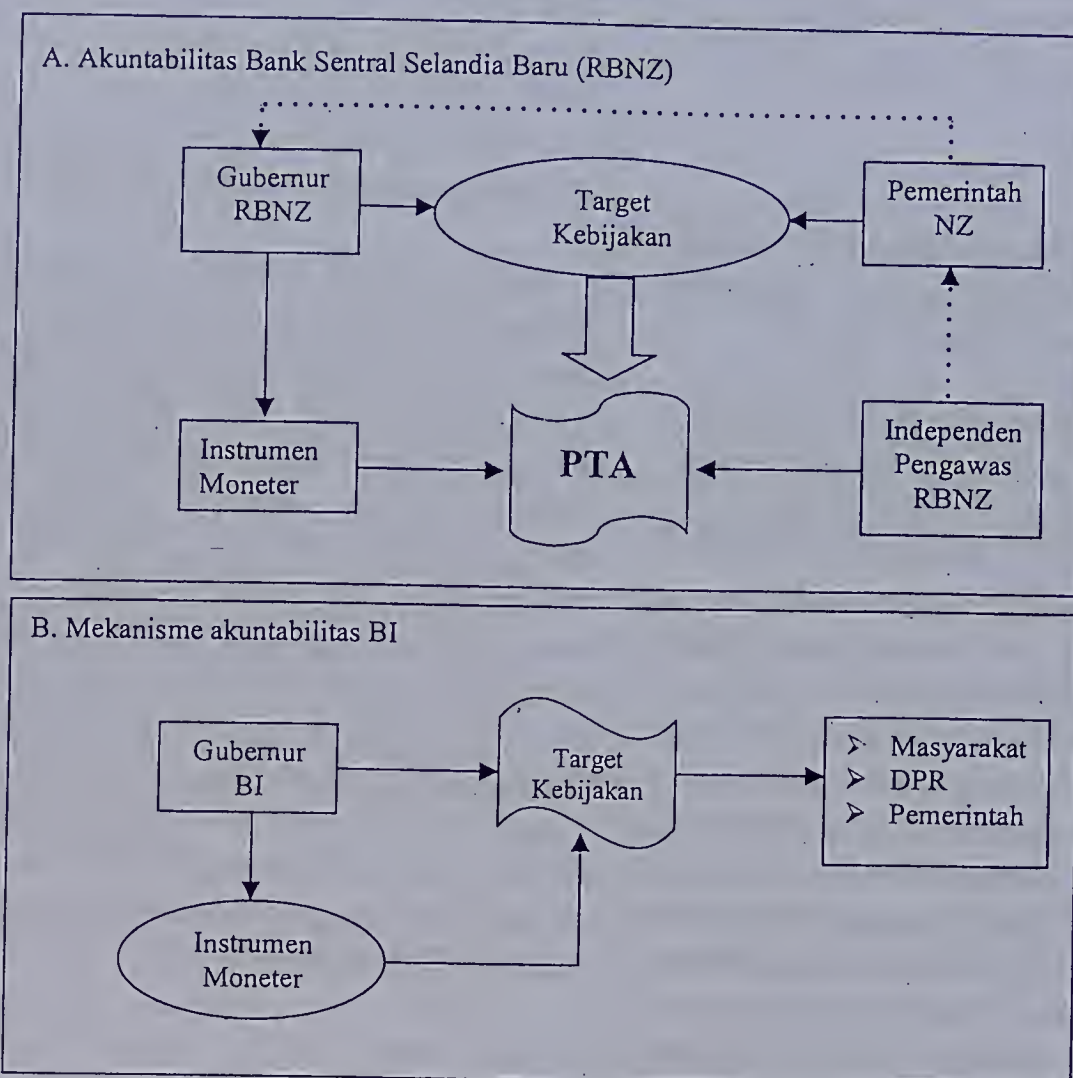 A. Akuntabilitas Bank Sentral Selandia Baru (RBNZ)
Gubernur
RBNZ
Target
Kebijakan
Pemerintah
NZ
Instrumen
Moneter
PTA
Independen
Pengawas
RBNZ
B. Mekanisme akuntabilitas BI
Gubernur
BI
Target
Kebijakan
➢ Masyarakat
➢ DPR
➢ Pemerintah
Instrumen
Moneter